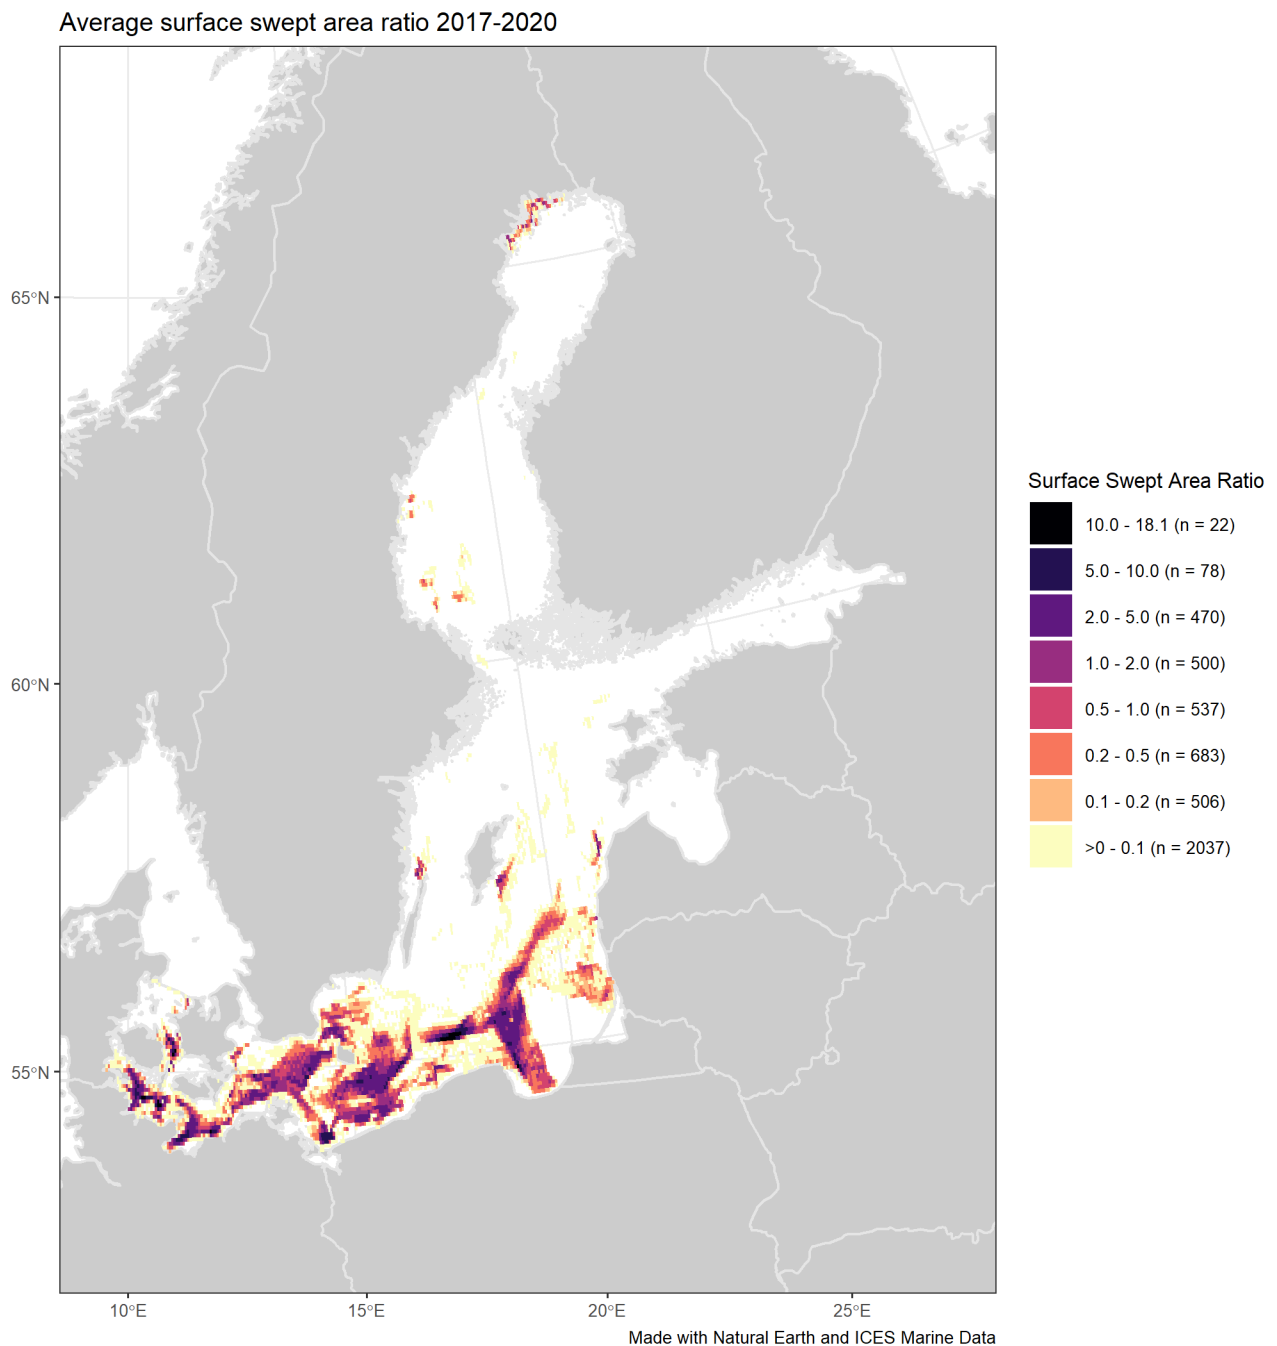 Average surface swept area ratio 2017-2020
65°N
60°N
55°N
10°E
15°E
20°E
25°E
Surface Swept Area Ratio
10.0 - 18.1 (n = 22)
5.0 - 10.0 (n = 78)
2.0 - 5.0 (n = 470)
1.0 - 2.0 (n = 500)
0.5 - 1.0 (n = 537)
0.2 - 0.5 (n = 683)
0.1 - 0.2 (n = 506)
>0 - 0.1 (n = 2037)
Made with Natural Earth and ICES Marine Data